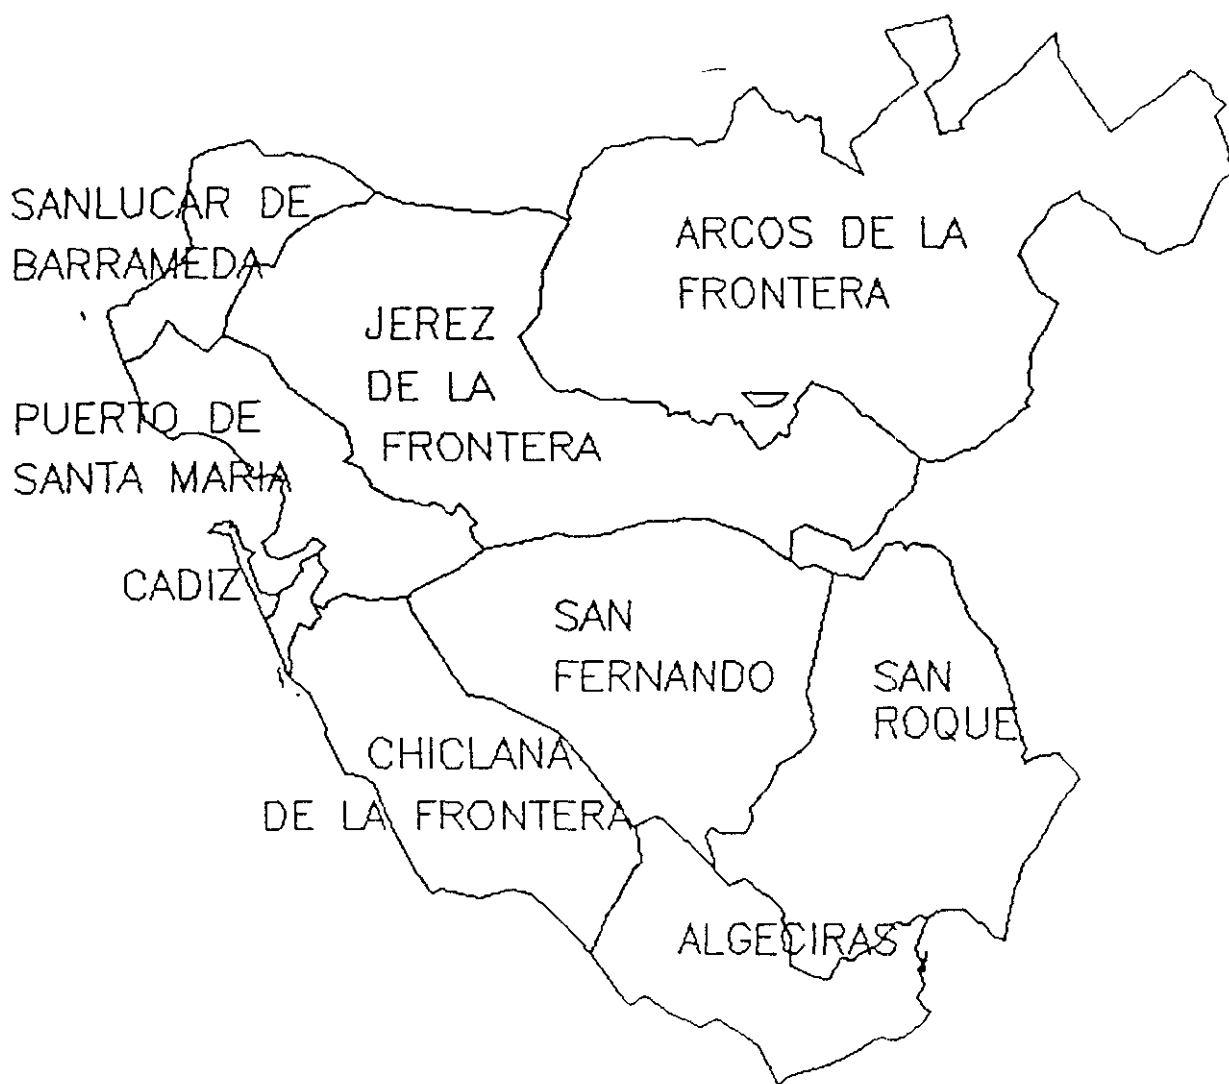 SANLUCAR DE
BARRAMEDA
ARCOS DE LA
FRONTERA
JEREZ
DE LA
FRONTERA
PUERTO DE
SANTA MARIA
CADIZ
SAN
FERNANDO
SAN
ROQUE
CHICLANA
DE LA FRONTERA
ALGECIRAS